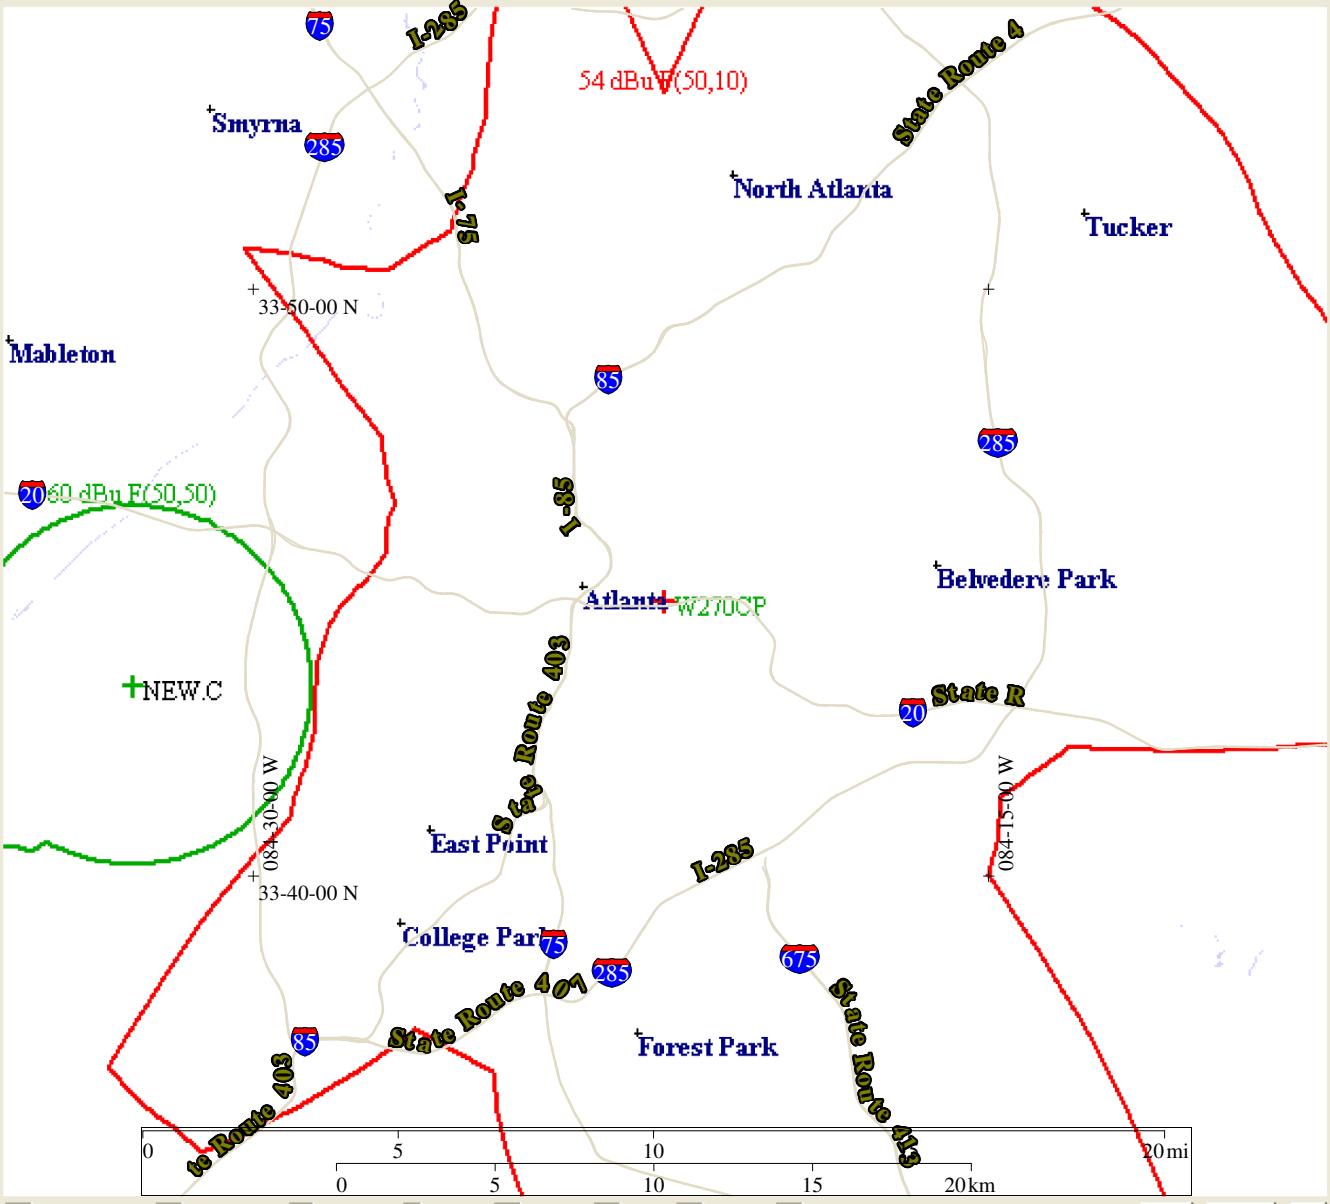 75
I-285
54 dBu F(50,10)
State Route 4
Smyrna
285
North Atlanta
I-75
Tucker
33-50-00 N
Mableton
85
285
20
60 dBu F(50,50)
I-85
Belvedere Park
Atlanta
W270CP
State Route 403
NEW.C
20
State R
084-30-00 W
084-15-00 W
East Point
I-285
33-40-00 N
College Park
75
285
675
State Route 407
State Route 413
85
Forest Park
te Route 403
0 5 10 20 mi
0 5 10 15 20 km